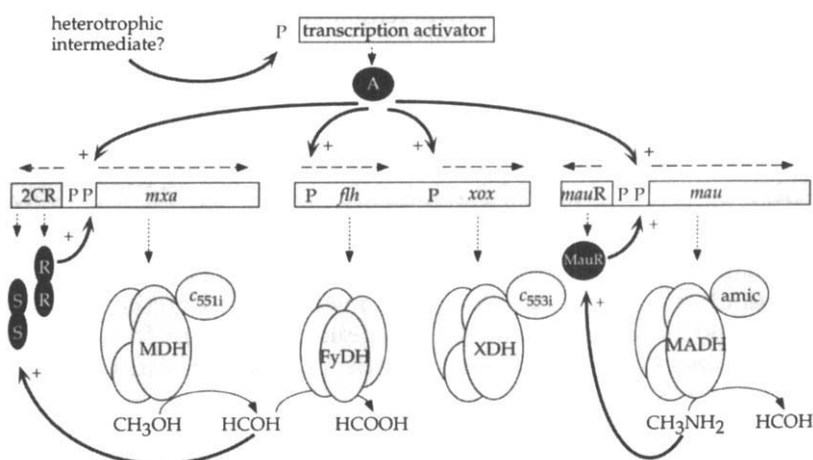 heterotrophic
intermediate?
P transcription activator
A
+ + + +
2CR P P mxa
P flh P xox
mauR P P mau
+ +
R
R
S
S
MauR
c551i
c553i
amic
MDH
FyDH
XDH
MADH
+ +
CH3OH HCOH HCOOH
CH3NH2 HCOH